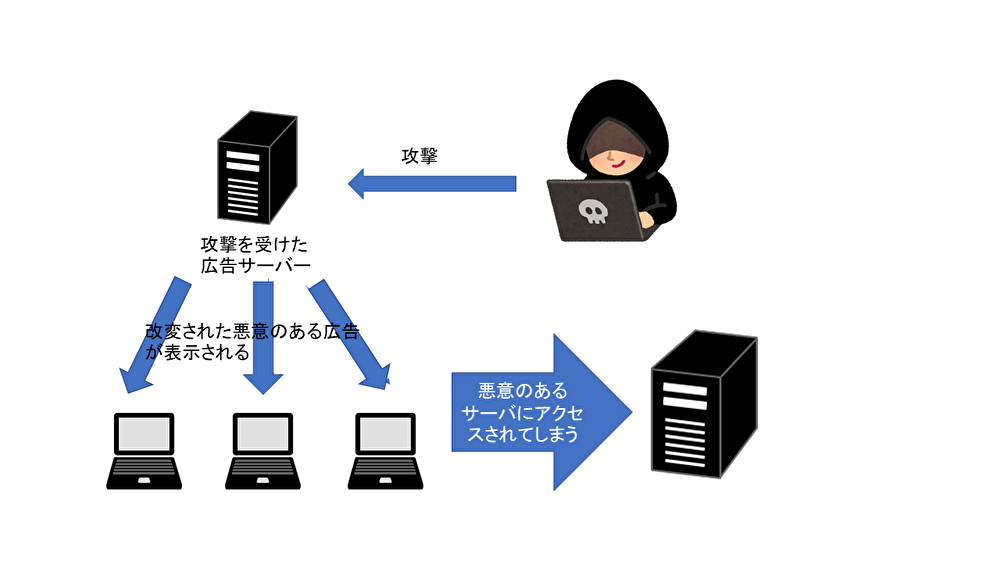 攻撃
攻撃を受けた
広告サーバー
改変された悪意のある広告
が表示される
悪意のある
サーバにアクセ
スされてしまう